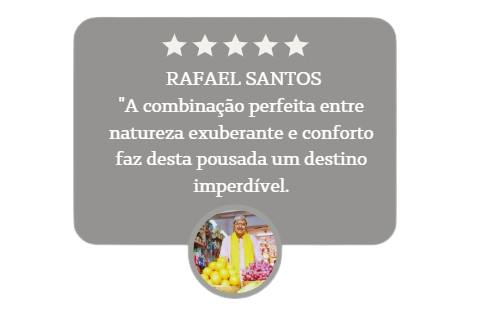 RAFAEL SANTOS
"A combinação perfeita entre
natureza exuberante e conforto
faz desta pousada um destino
imperdível.